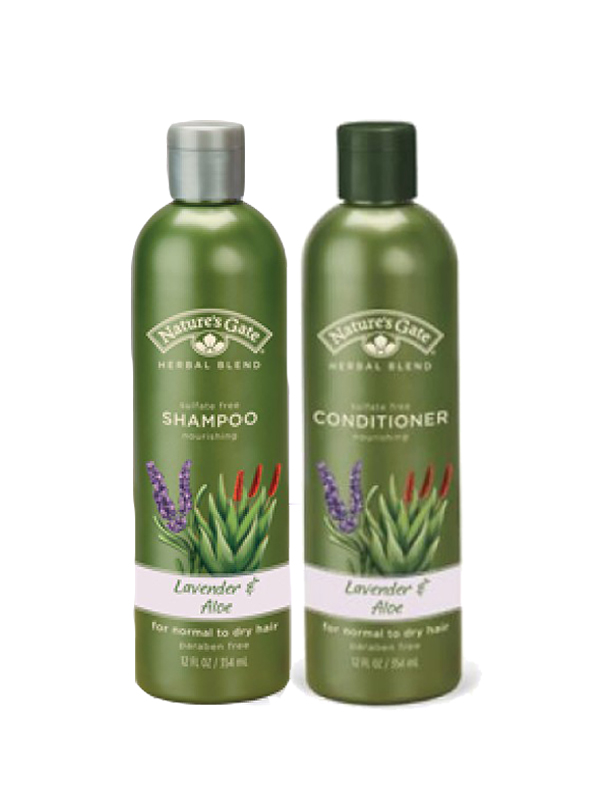 Nature's Gate
HERBAL BLEND
sulfate free
SHAMPOO
nourishing
Lavender &
Aloe
for normal to dry hair
paraben free
12 FL OZ / 354 mL
Nature's Gate
HERBAL BLEND
sulfate free
CONDITIONER
nourishing
Lavender &
Aloe
for normal to dry hair
paraben free
12 FL OZ / 354 mL